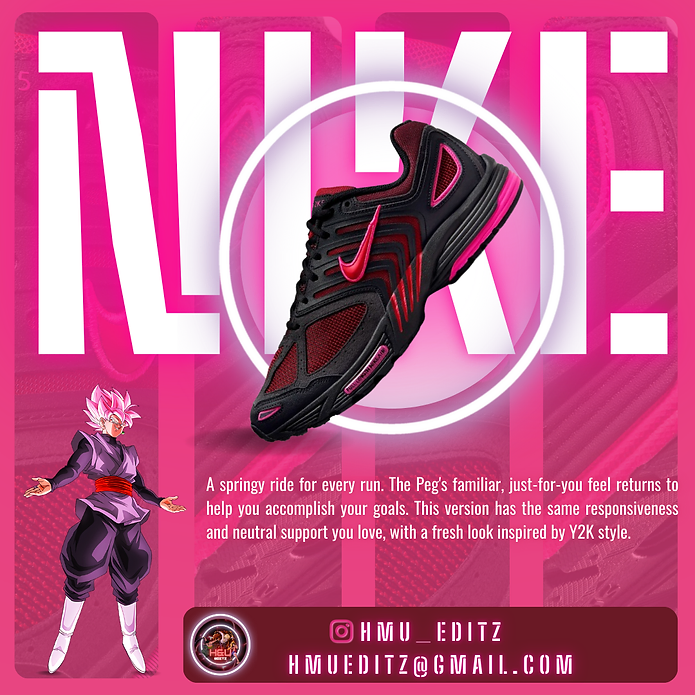 NIKE
A springy ride for every run. The Peg's familiar, just-for-you feel returns to
help you accomplish your goals. This version has the same responsiveness
and neutral support you love, with a fresh look inspired by Y2K style.
HMU_EDITZ
HMUEDITZ@GMAIL.COM